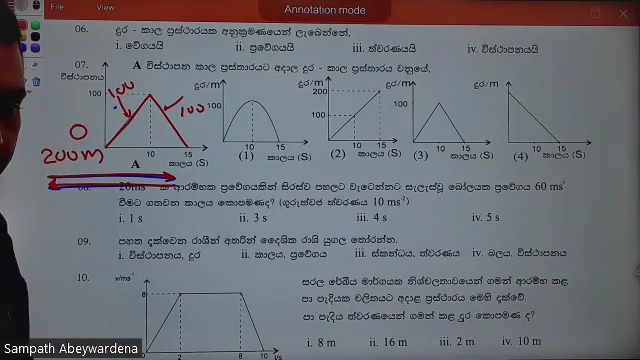 View
Annotation mode
06. දුර - කාල ප්‍රස්ථාරයක අනුක්‍රමණයෙන් ලැබෙන්නේ,
i. වේගයයි ii. ප්‍රවේගයයි iii. ත්වරණයයි iv. විස්ථාපනයයි
07. A විස්ථාපන කාල ප්‍රස්ථාරයට අදාල දුර - කාල ප්‍රස්ථාරය වනුයේ,
විස්ථාපනය දුර/m දුර/m දුර/m දුර/m
100 100 100 100 200 100 100
0
200m
10 15 කාලය (S) 10 15 10 15 10 15 15
A (1) කාලය (S) (2) කාලය (S) (3) කාලය (S) (4) කාලය (S)
08. 20ms ක ආරම්භක ප්‍රවේගයකින් සිරස්ව පහලට වැටෙන්නට සැලැස්වූ බෝලයක ප්‍රවේගය 60 ms⁻¹
වීමට ගතවන කාලය කොපමණද? (ගුරුත්වජ ත්වරණය 10 ms⁻²)
i. 1 s ii. 3 s iii. 4 s iv. 5 s
09. පහත දැක්වෙන රාශීන් අතරින් දෛශික රාශි යුගල තෝරන්න.
i. විස්ථාපනය, දුර ii. කාලය, ප්‍රවේගය iii. ස්කන්ධය, ත්වරණය iv. බලය, විස්ථාපනය
10. v/ms⁻¹
සරල රේඛීය මාර්ගයක නිශ්චලතාවයෙන් ගමන් ආරම්භ කළ
8 පා පැදියක චලිතයට අදාළ ප්‍රස්ථාරය මෙහි දැක්වේ.
පා පැදිය ත්වරණයෙන් ගමන් කළ දුර කොපමණ ද?
i. 8 m ii. 16 m iii. 2 m iv. 10 m
2 8 10 t/s
Sampath Abeywardena